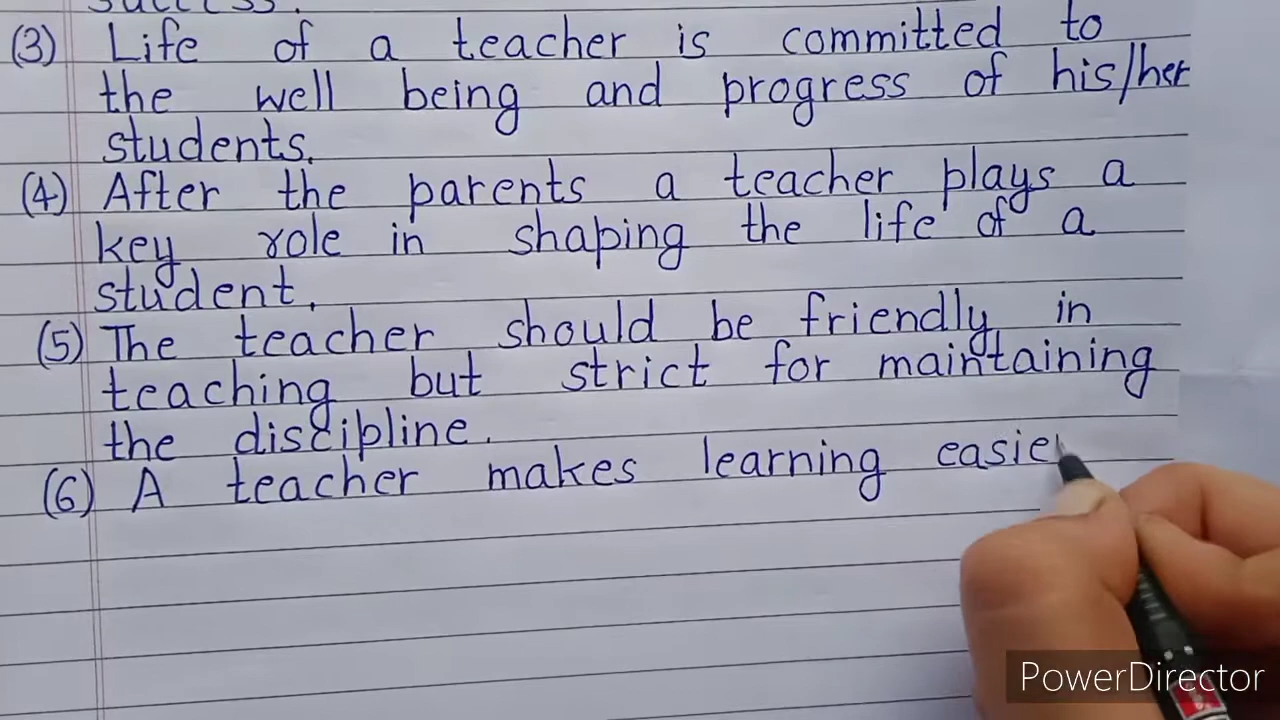 success.
(3) Life of a teacher is committed to
the well being and progress of his/her
students.
(4) After the parents a teacher plays a
key role in shaping the life of a
student.
(5) The teacher should be friendly in
teaching but strict for maintaining
the discipline.
(6) A teacher makes learning easie
PowerDirector